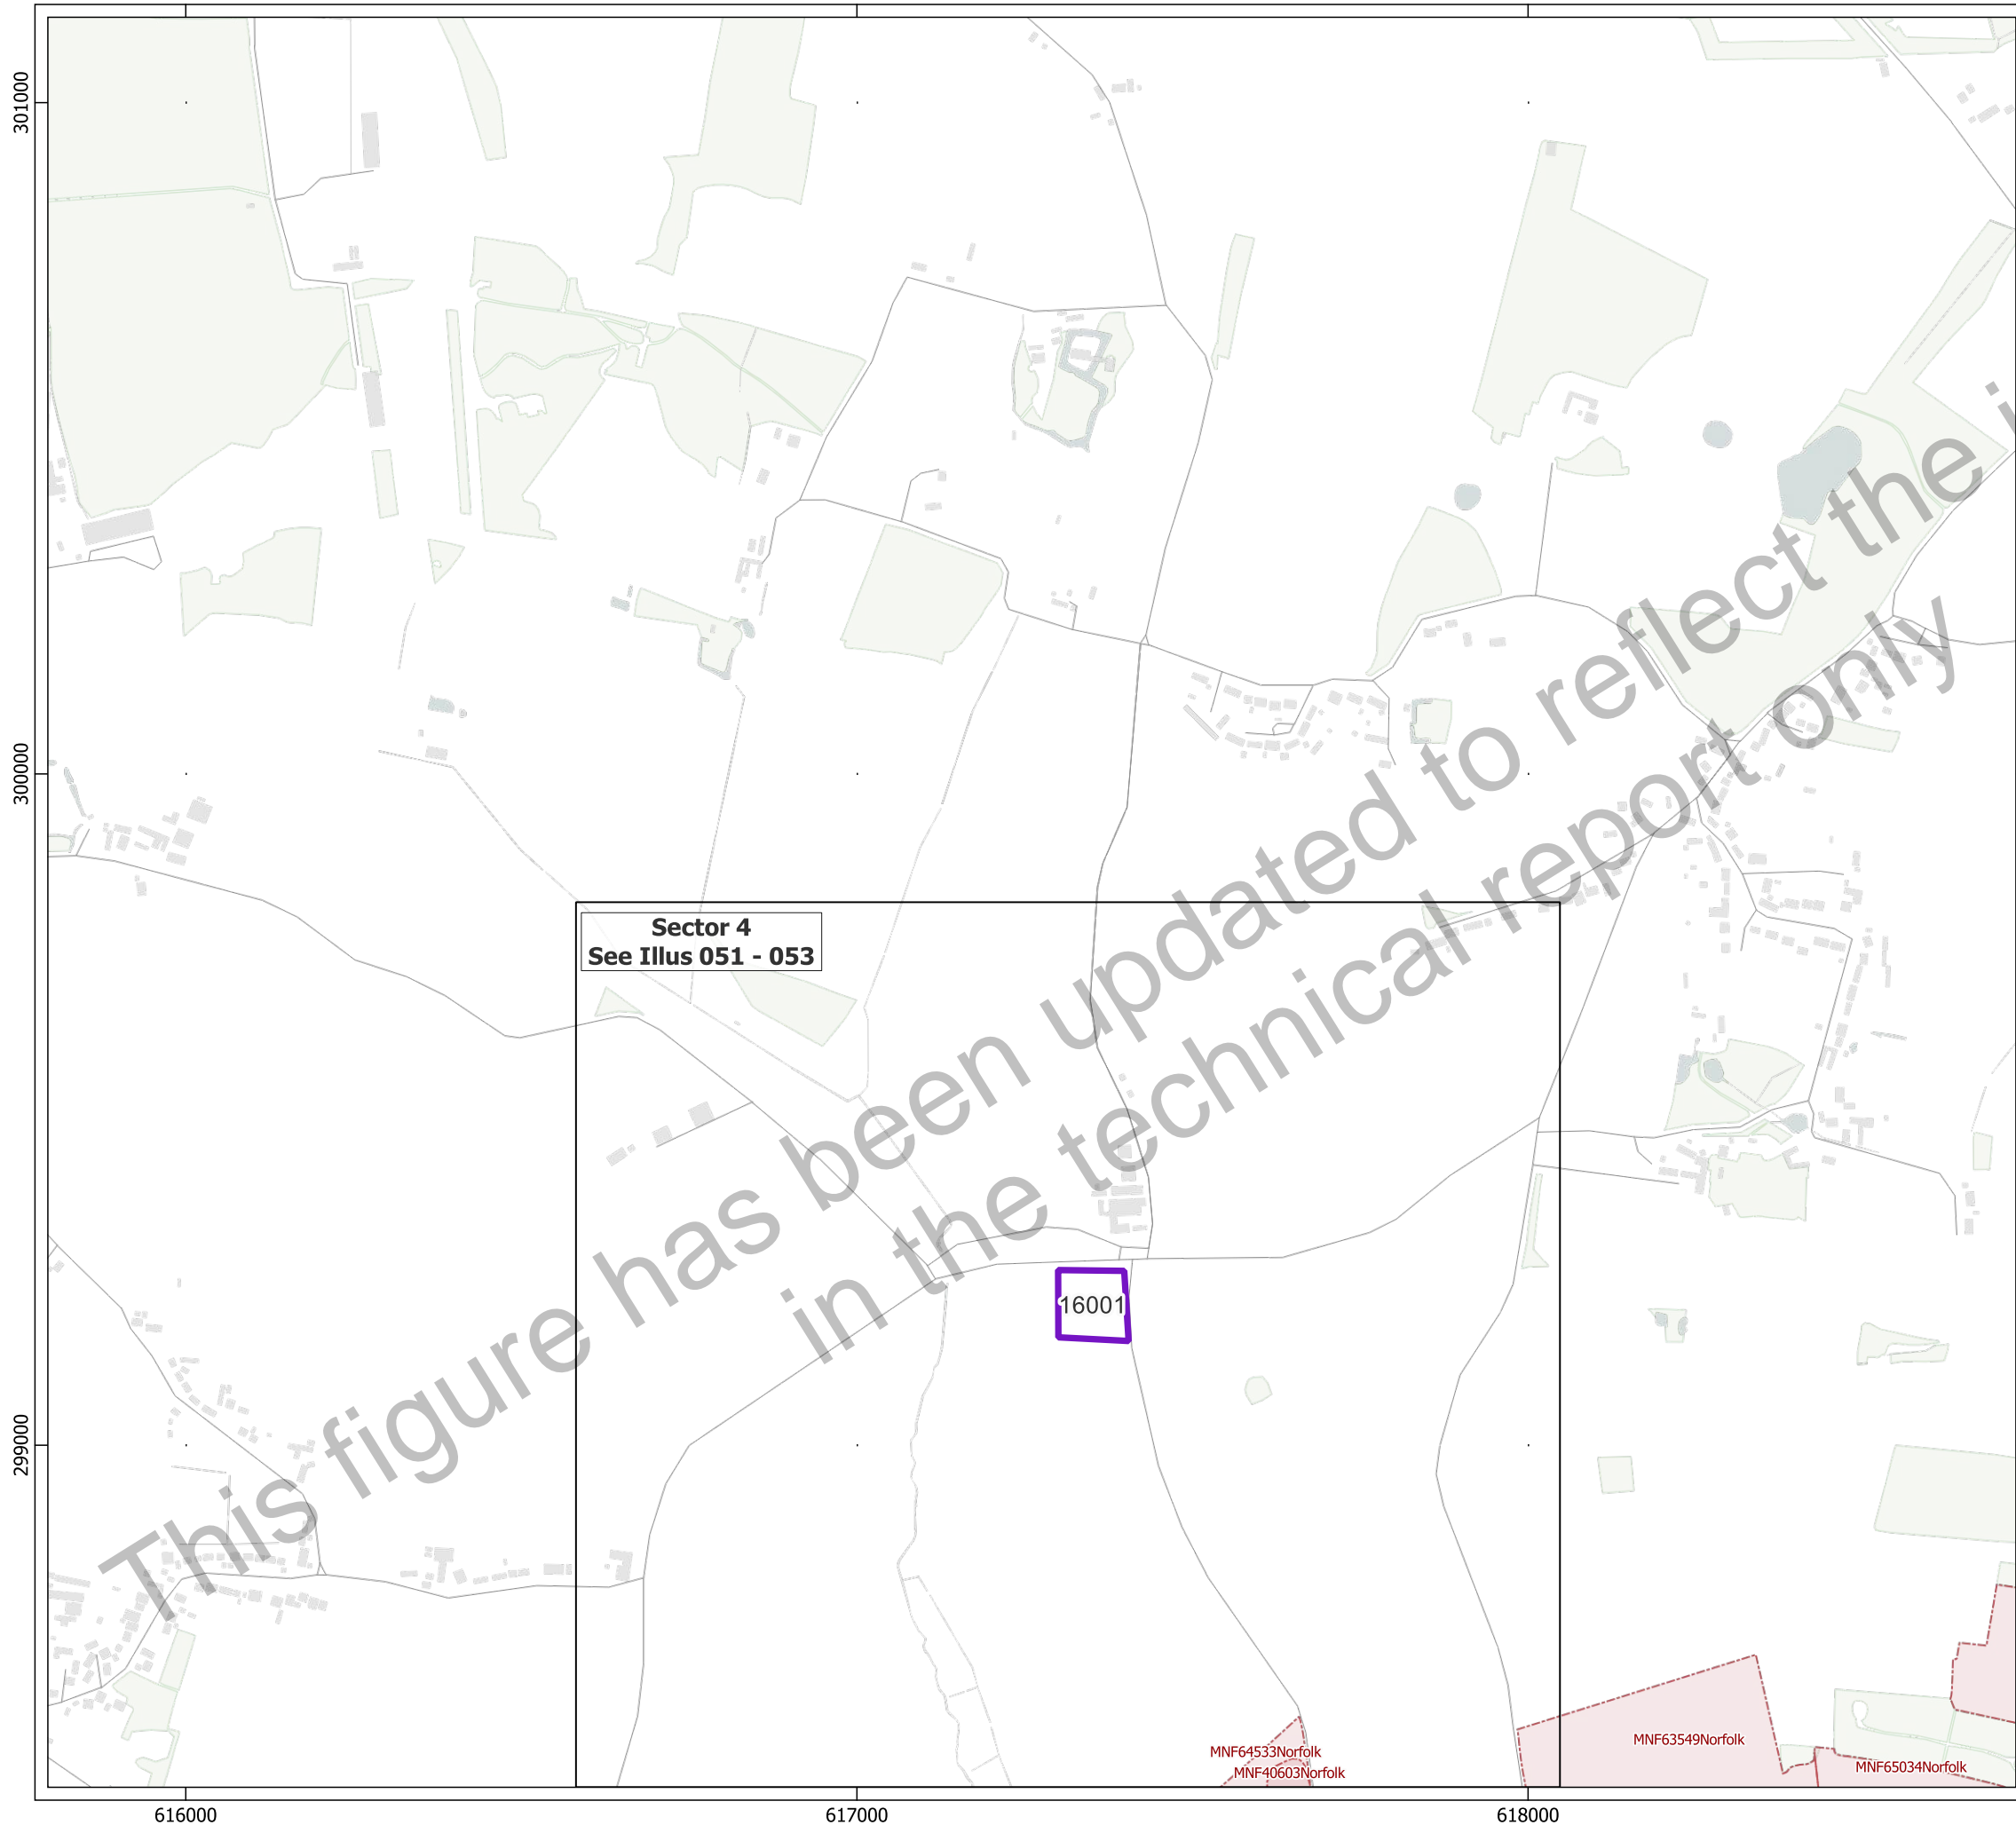 301000
300000
299000
Sector 4
See Illus 051 - 053
This figure has been updated to reflect the
in the technical report only
16001
MNF64533Norfolk
MNF40603Norfolk
MNF63549Norfolk
MNF65034Norfolk
616000
617000
618000